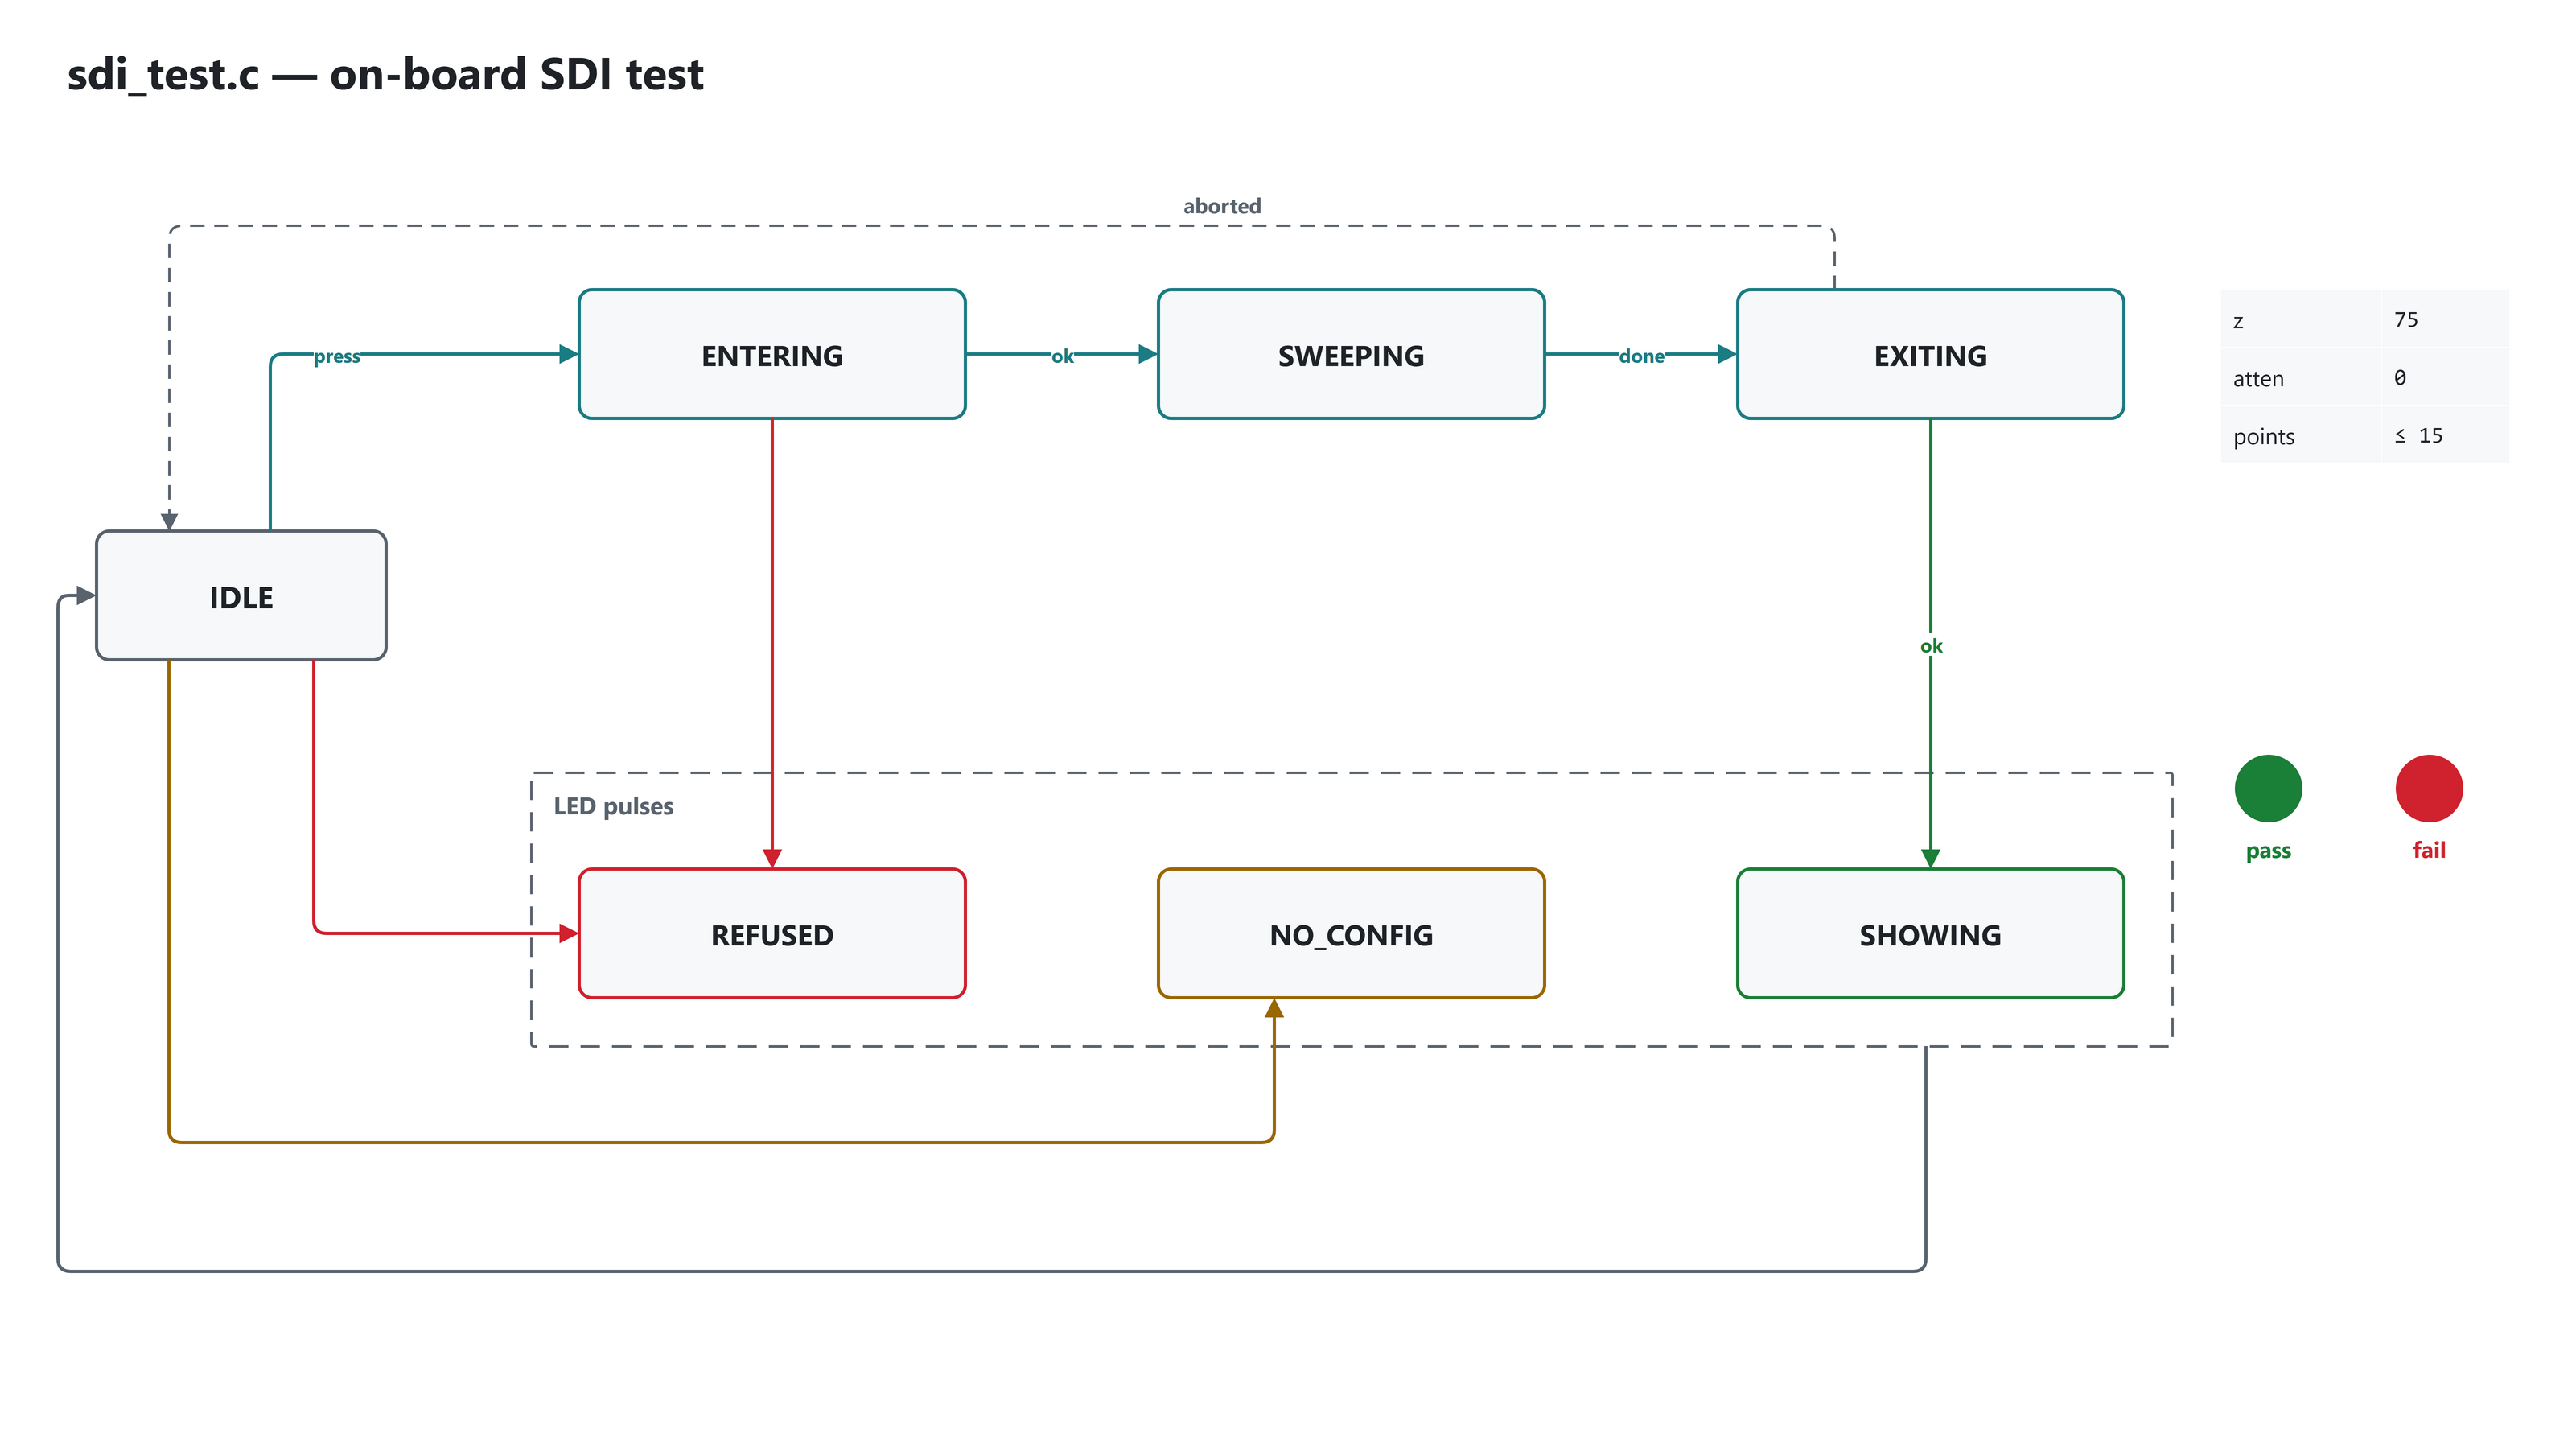 sdi_test.c — on-board SDI test
aborted
press
ENTERING
ok
SWEEPING
done
EXITING
z 75
atten 0
points ≤ 15
IDLE
ok
LED pulses
REFUSED
NO_CONFIG
SHOWING
pass
fail